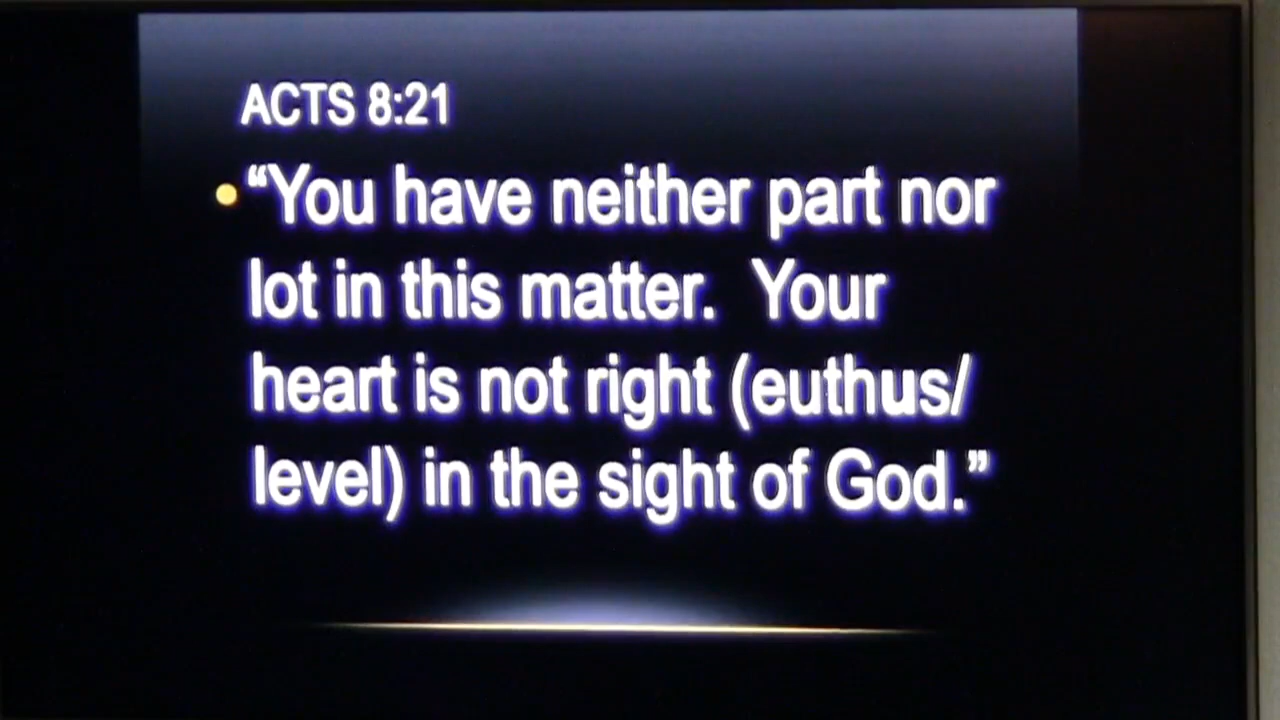 ACTS 8:21
“You have neither part nor
lot in this matter.  Your
heart is not right (euthus/
level) in the sight of God.”